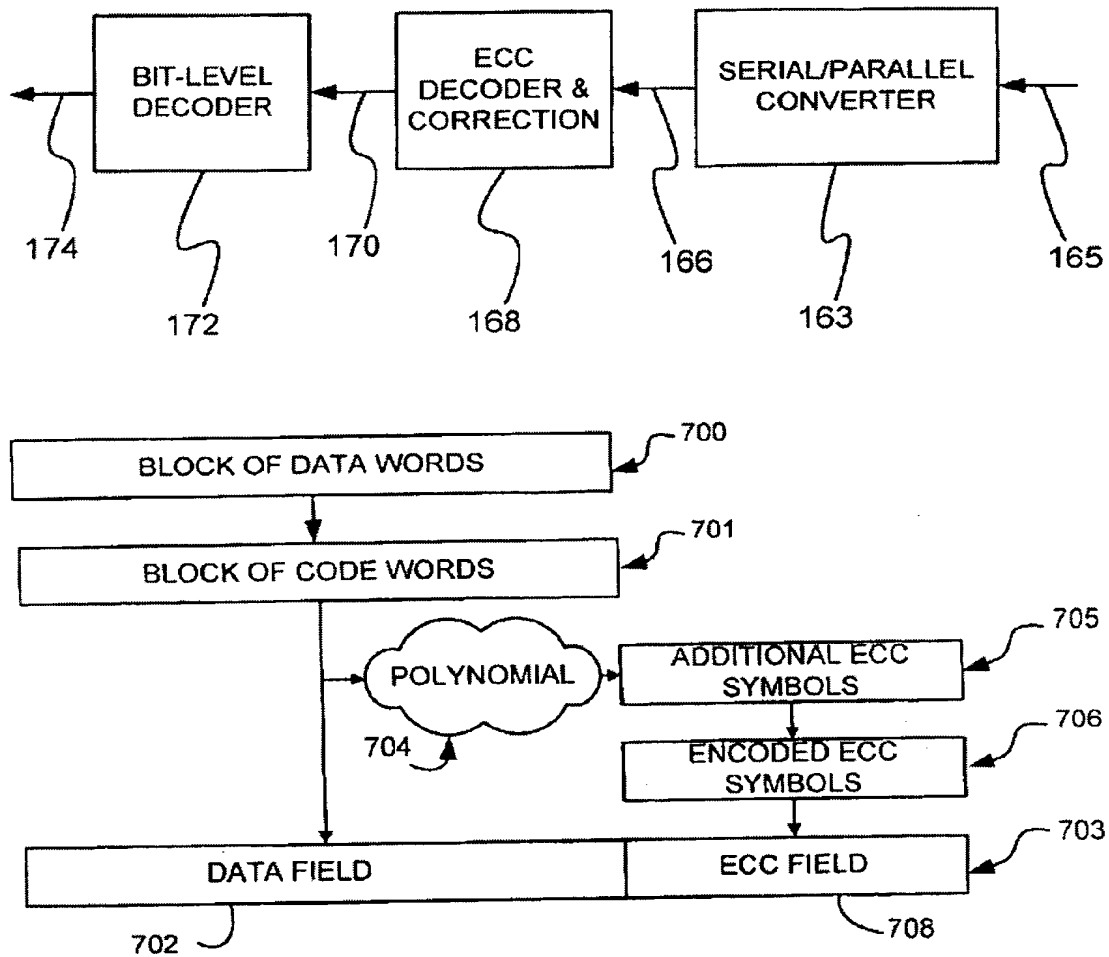 BIT-LEVEL
DECODER
ECC
DECODER &
CORRECTION
SERIAL/PARALLEL
CONVERTER
174
172
170
168
166
163
165
BLOCK OF DATA WORDS
700
BLOCK OF CODE WORDS
701
POLYNOMIAL
704
ADDITIONAL ECC
SYMBOLS
705
ENCODED ECC
SYMBOLS
706
DATA FIELD
ECC FIELD
703
702
708